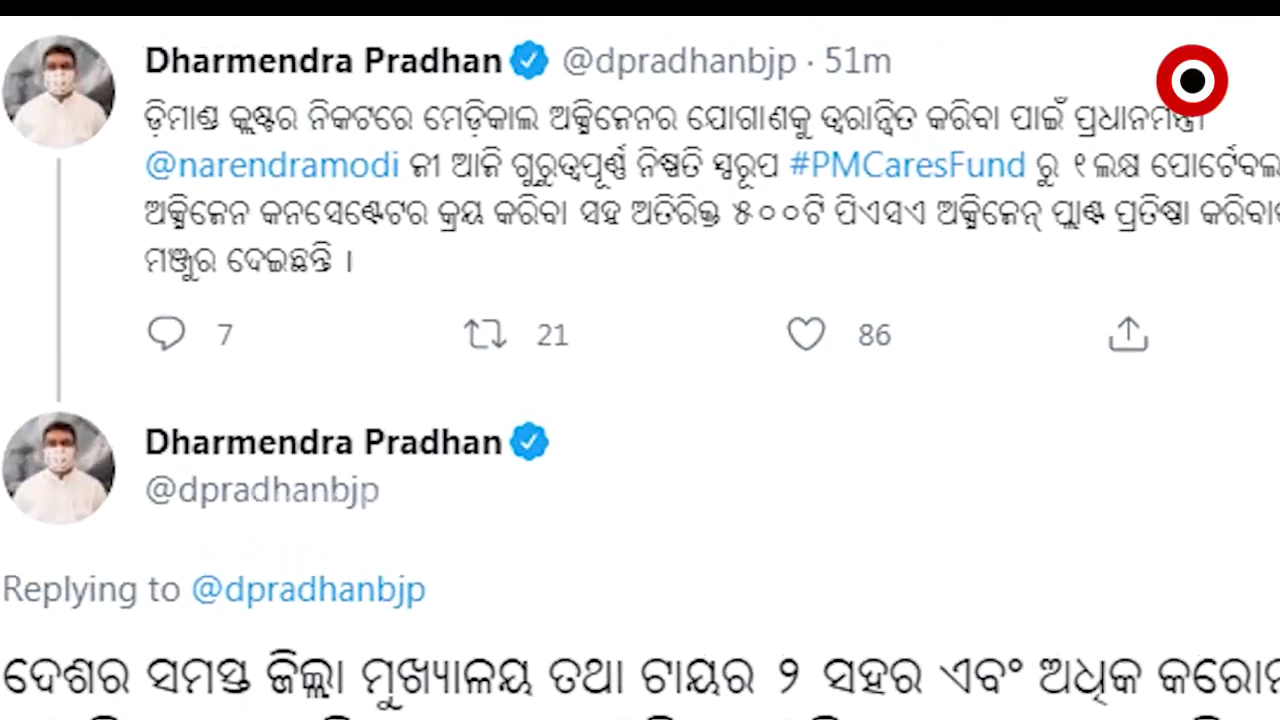 Dharmendra Pradhan @dpradhanbjp · 51m
ଡ଼ିମାଣ୍ଡ କ୍ଲଷ୍ଟର ନିକଟରେ ମେଡ଼ିକାଲ ଅକ୍ସିଜେନର ଯୋଗାଣକୁ ତ୍ୱରାନ୍ୱିତ କରିବା ପାଇଁ ପ୍ରଧାନମନ୍ତ୍ରୀ
@narendramodi ଜୀ ଆଜି ଗୁରୁତ୍ୱପୂର୍ଣ୍ଣ ନିଷ୍ପତି ସ୍ୱରୂପ #PMCaresFund ରୁ ୧ ଲକ୍ଷ ପୋର୍ଟେବଲ
ଅକ୍ସିଜେନ କନସେଣ୍ଟେଟର କ୍ରୟ କରିବା ସହ ଅତିରିକ୍ତ ୫୦୦ଟି ପିଏସଏ ଅକ୍ସିଜେନ୍ ପ୍ଲାଣ୍ଟ ପ୍ରତିଷ୍ଠା
ମଞ୍ଜୁର ଦେଇଛନ୍ତି ।
7 21 86
Dharmendra Pradhan
@dpradhanbjp
Replying to @dpradhanbjp
ଦେଶର ସମସ୍ତ ଜିଲ୍ଲା ମୁଖ୍ୟାଳୟ ତଥା ଟାୟର ୨ ସହର ଏବଂ ଅଧିକ